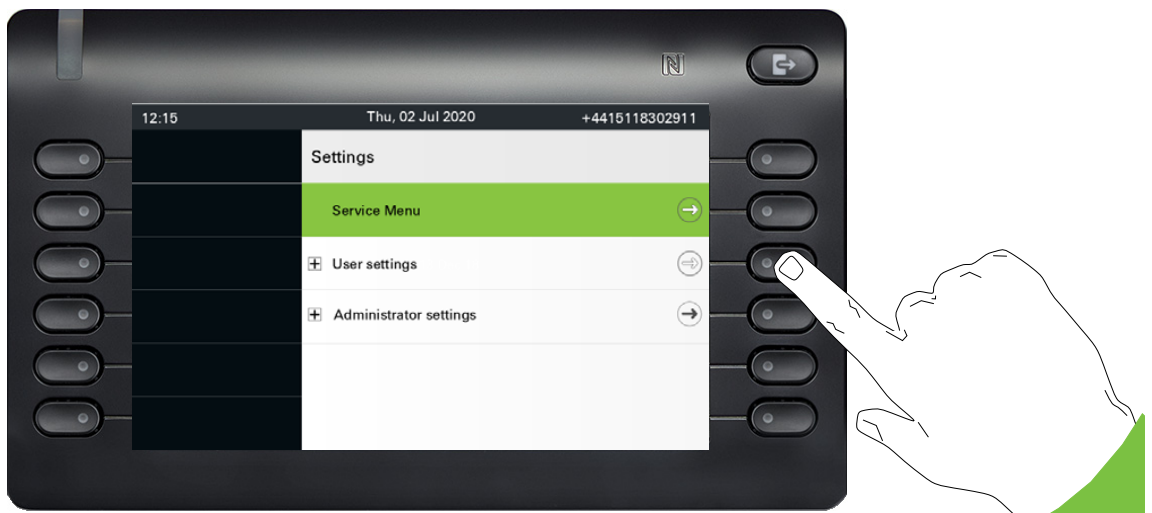 12:15 Thu, 02 Jul 2020 +4415118302911
Settings
Service Menu
User settings
Administrator settings